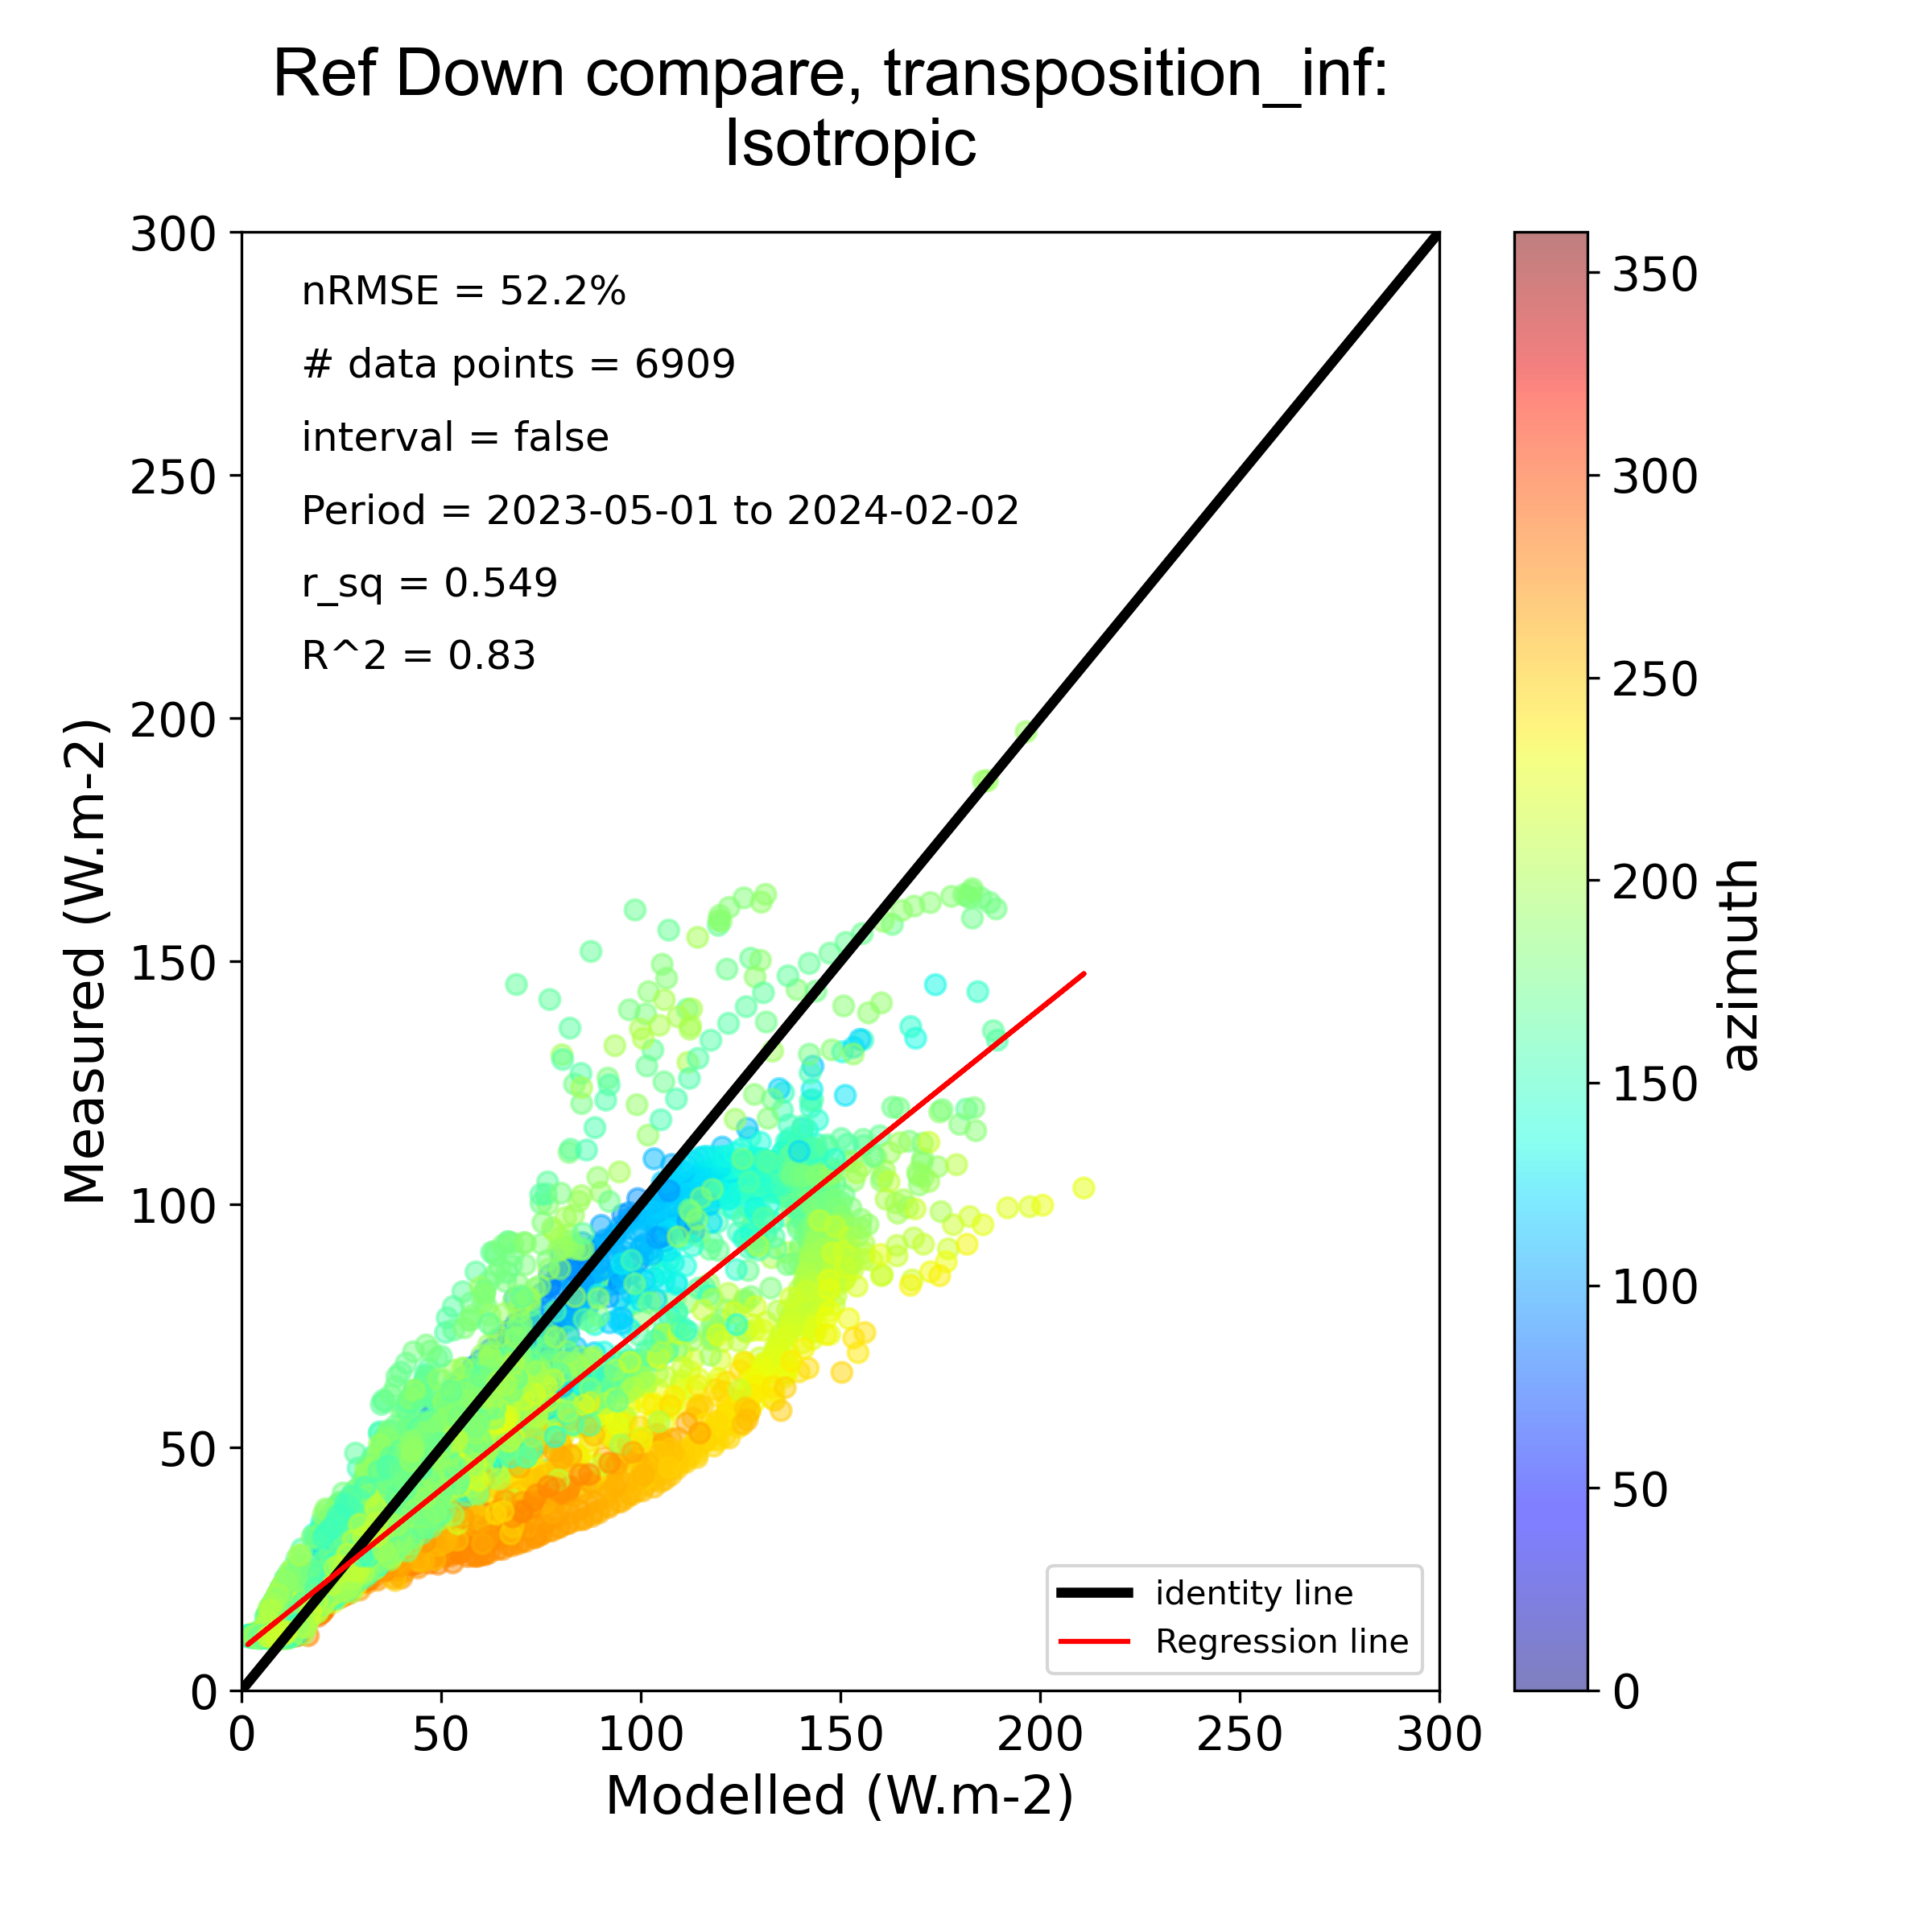 Ref Down compare, transposition_inf:
Isotropic
nRMSE = 52.2%
# data points = 6909
interval = false
Period = 2023-05-01 to 2024-02-02
r_sq = 0.549
R^2 = 0.83
Measured (W.m-2)
300
250
200
150
100
50
0
0 50 100 150 200 250 300
Modelled (W.m-2)
identity line
Regression line
350
300
250
200
150
100
50
0
azimuth